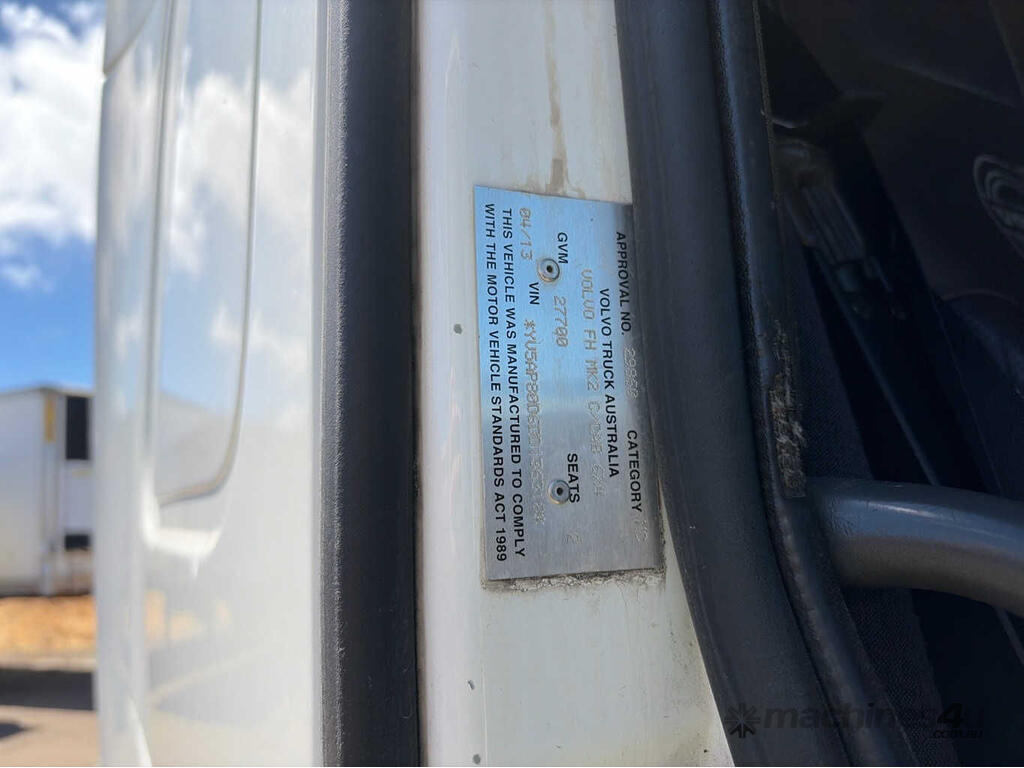 APPROVAL NO. CATEGORY
VOLVO TRUCK AUSTRALIA
VOLVO FH MK2
GVM 27700 SEATS 2
04/13 VIN
THIS VEHICLE WAS MANUFACTURED TO COMPLY
WITH THE MOTOR VEHICLE STANDARDS ACT 1989
machines4u
.com.au